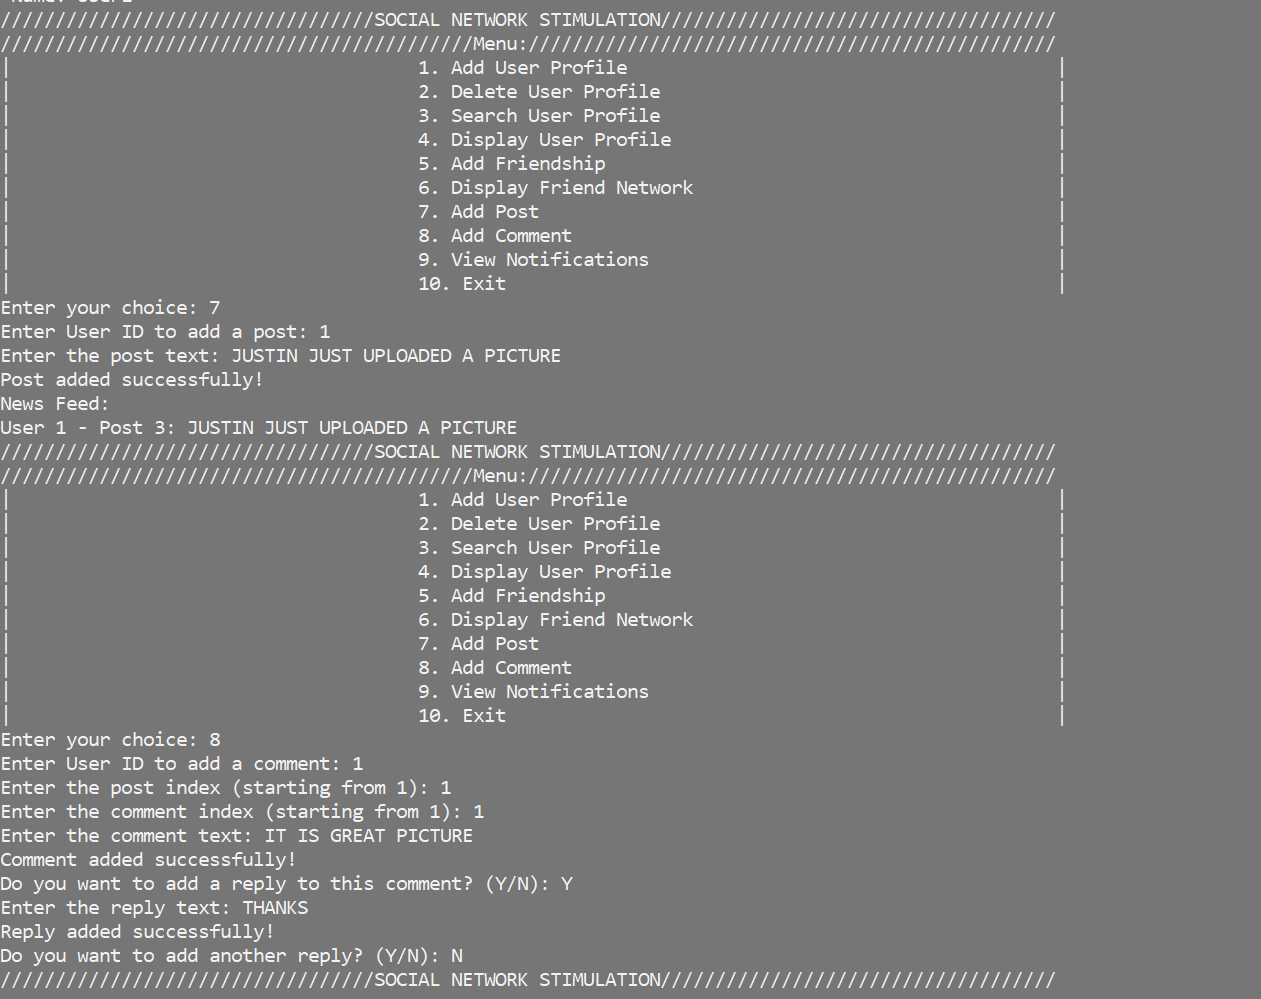 //////////////////////////////////SOCIAL NETWORK STIMULATION////////////////////////////////////
///////////////////////////////////////////Menu:////////////////////////////////////////////////
| 1. Add User Profile |
| 2. Delete User Profile |
| 3. Search User Profile |
| 4. Display User Profile |
| 5. Add Friendship |
| 6. Display Friend Network |
| 7. Add Post |
| 8. Add Comment |
| 9. View Notifications |
| 10. Exit |
Enter your choice: 7
Enter User ID to add a post: 1
Enter the post text: JUSTIN JUST UPLOADED A PICTURE
Post added successfully!
News Feed:
User 1 - Post 3: JUSTIN JUST UPLOADED A PICTURE
//////////////////////////////////SOCIAL NETWORK STIMULATION////////////////////////////////////
///////////////////////////////////////////Menu:////////////////////////////////////////////////
| 1. Add User Profile |
| 2. Delete User Profile |
| 3. Search User Profile |
| 4. Display User Profile |
| 5. Add Friendship |
| 6. Display Friend Network |
| 7. Add Post |
| 8. Add Comment |
| 9. View Notifications |
| 10. Exit |
Enter your choice: 8
Enter User ID to add a comment: 1
Enter the post index (starting from 1): 1
Enter the comment index (starting from 1): 1
Enter the comment text: IT IS GREAT PICTURE
Comment added successfully!
Do you want to add a reply to this comment? (Y/N): Y
Enter the reply text: THANKS
Reply added successfully!
Do you want to add another reply? (Y/N): N
//////////////////////////////////SOCIAL NETWORK STIMULATION////////////////////////////////////